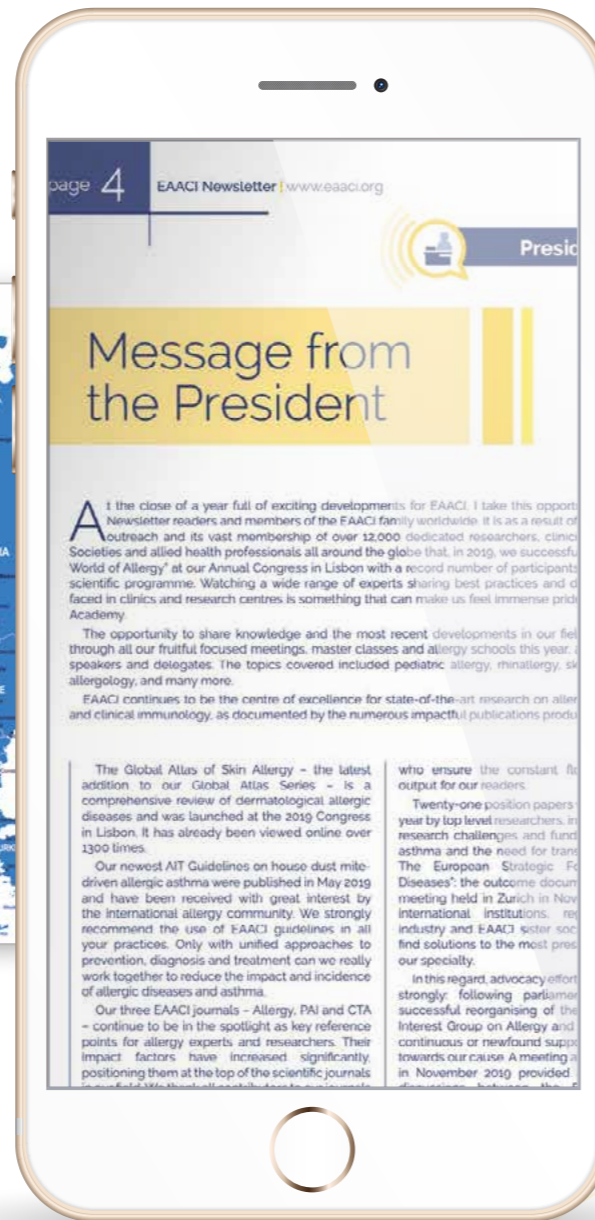 page 4
EAACI Newsletter | www.eaaci.org
Presid
Message from
the President
At the close of a year full of exciting developments for EAACI, I take this opport
Newsletter readers and members of the EAACI family worldwide. It is as a result of
outreach and its vast membership of over 12,000 dedicated researchers, clinici
Societies and allied health professionals all around the globe that, in 2019, we successfu
World of Allergy" at our Annual Congress in Lisbon with a record number of participants
scientific programme. Watching a wide range of experts sharing best practices and d
faced in clinics and research centres is something that can make us feel immense pride
Academy.
The opportunity to share knowledge and the most recent developments in our fiel
through all our fruitful focused meetings, master classes and allergy schools this year, a
speakers and delegates. The topics covered included pediatric allergy, rhinallergy, sk
allergology, and many more.
EAACI continues to be the centre of excellence for state-of-the-art research on aller
and clinical immunology, as documented by the numerous impactful publications produ
The Global Atlas of Skin Allergy – the latest
addition to our Global Atlas Series – is a
comprehensive review of dermatological allergic
diseases and was launched at the 2019 Congress
in Lisbon. It has already been viewed online over
1300 times.
Our newest AIT Guidelines on house dust mite-
driven allergic asthma were published in May 2019
and have been received with great interest by
the international allergy community. We strongly
recommend the use of EAACI guidelines in all
your practices. Only with unified approaches to
prevention, diagnosis and treatment can we really
work together to reduce the impact and incidence
of allergic diseases and asthma.
Our three EAACI journals – Allergy, PAI and CTA
– continue to be in the spotlight as key reference
points for allergy experts and researchers. Their
impact factors have increased significantly,
positioning them at the top of the scientific journals
in our field. We thank all contributors to our journals
who ensure the constant flo
output for our readers.
Twenty-one position papers
year by top level researchers, in
research challenges and fund
asthma and the need for trans
The European Strategic Fo
Diseases": the outcome docum
meeting held in Zurich in Nov
international institutions, re
industry and EAACI sister soc
find solutions to the most pres
our specialty.
In this regard, advocacy effort
strongly: following parliamen
successful reorganising of the
Interest Group on Allergy and
continuous or newfound suppo
towards our cause. A meeting a
in November 2019 provided
discussions between the